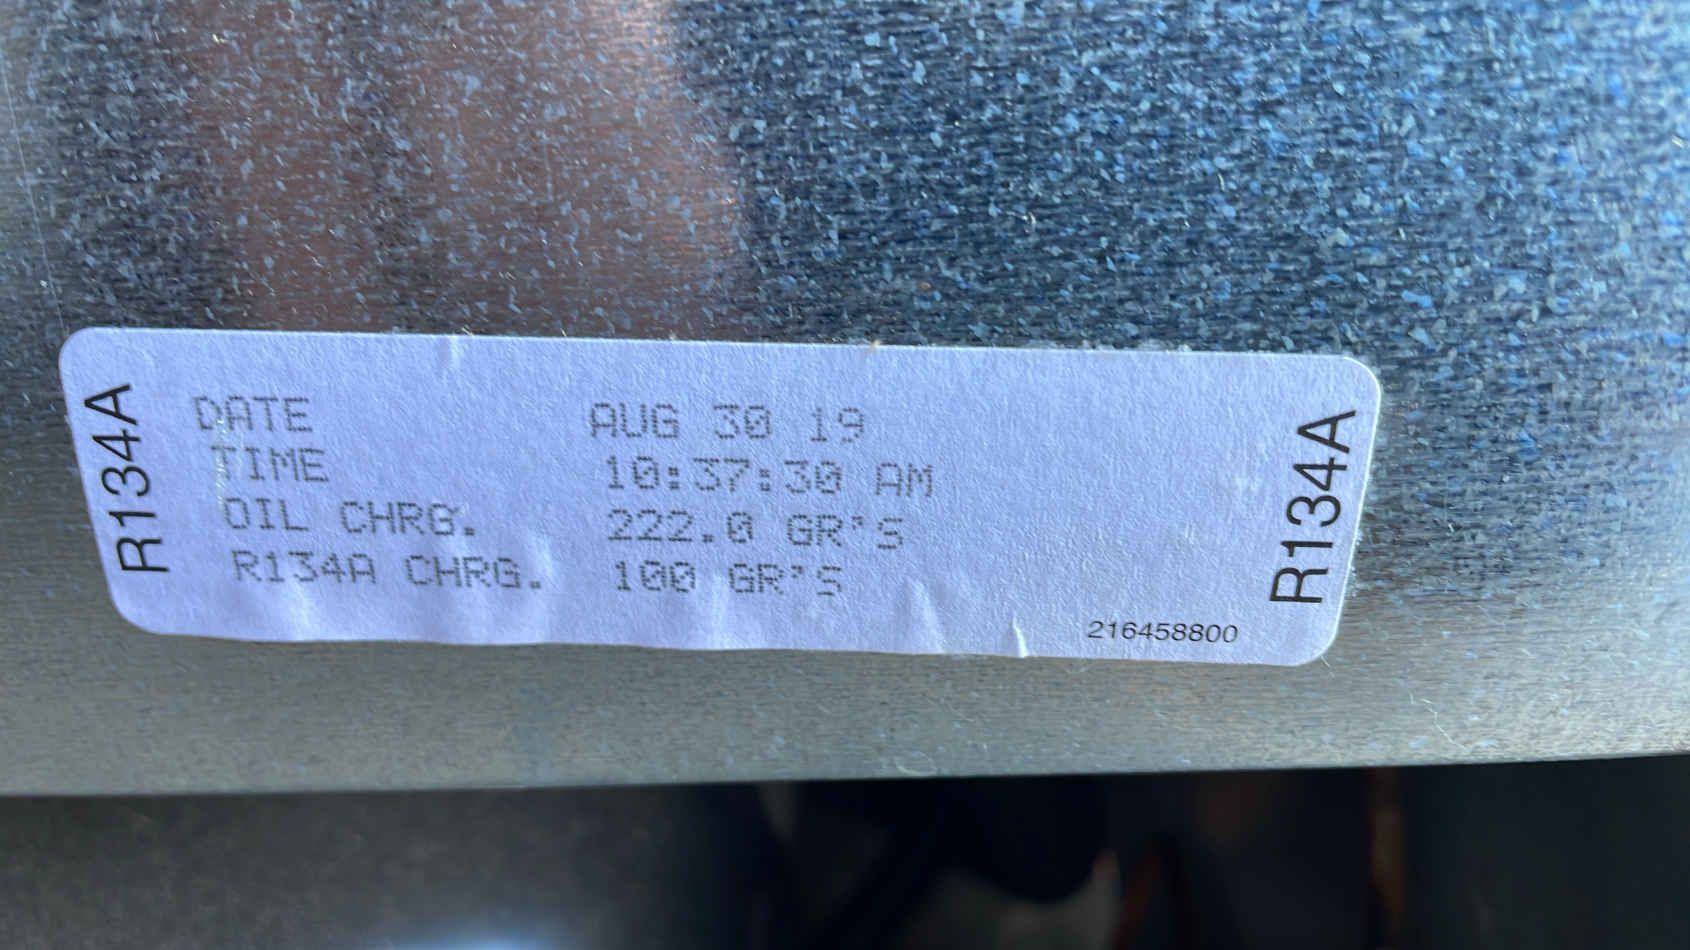 R134A
DATE AUG 30 19
TIME 10:37:30 AM
OIL CHRG. 222.0 GR'S
R134A CHRG. 100 GR'S
216458800
R134A